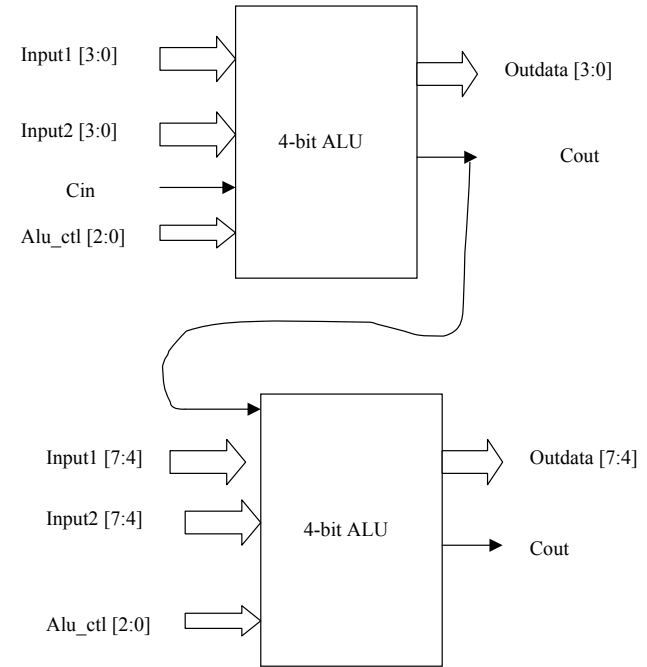 Input1 [3:0]
Outdata [3:0]
Input2 [3:0]
4-bit ALU
Cout
Cin
Alu_ctl [2:0]
Input1 [7:4]
Outdata [7:4]
Input2 [7:4]
4-bit ALU
Cout
Alu_ctl [2:0]